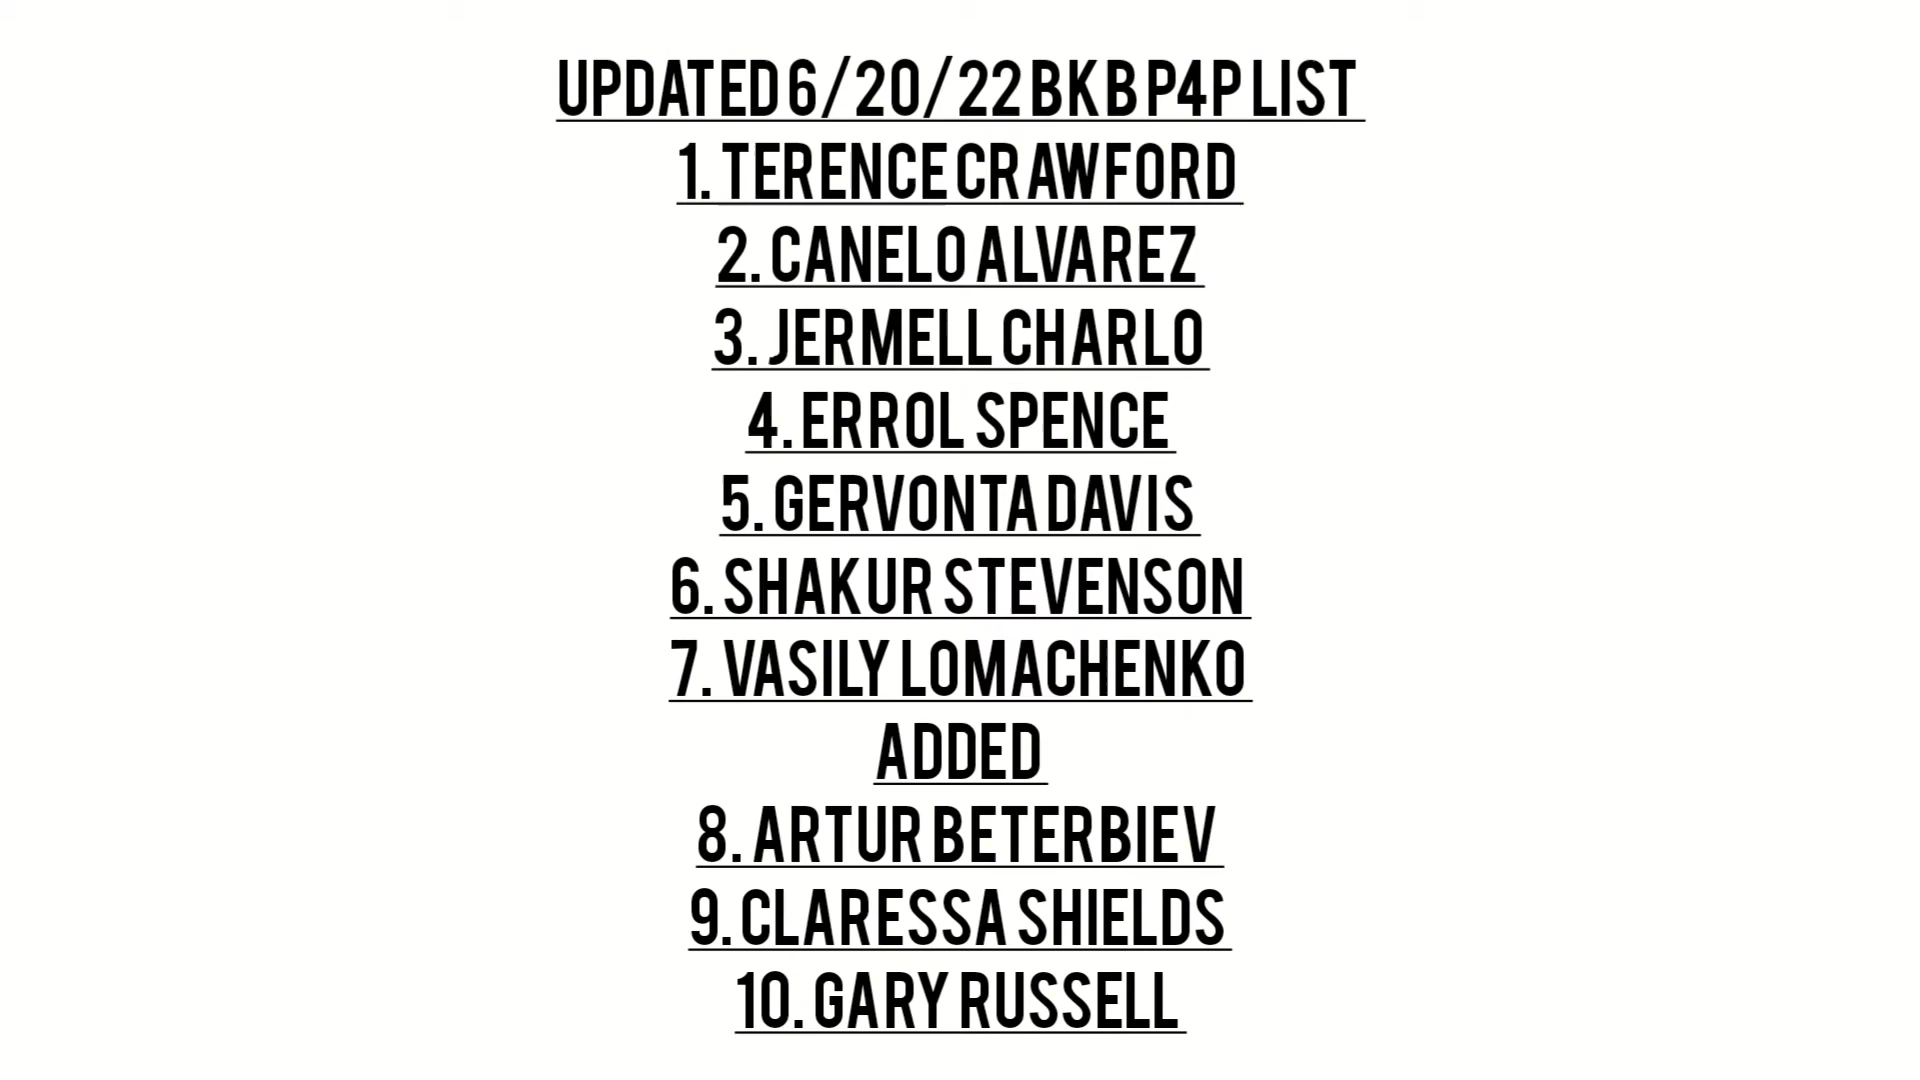 UPDATED 6/20/22 BKB P4P LIST
1. TERENCE CRAWFORD
2. CANELO ALVAREZ
3. JERMELL CHARLO
4. ERROL SPENCE
5. GERVONTA DAVIS
6. SHAKUR STEVENSON
7. VASILY LOMACHENKO
ADDED
8. ARTUR BETERBIEV
9. CLARESSA SHIELDS
10. GARY RUSSELL